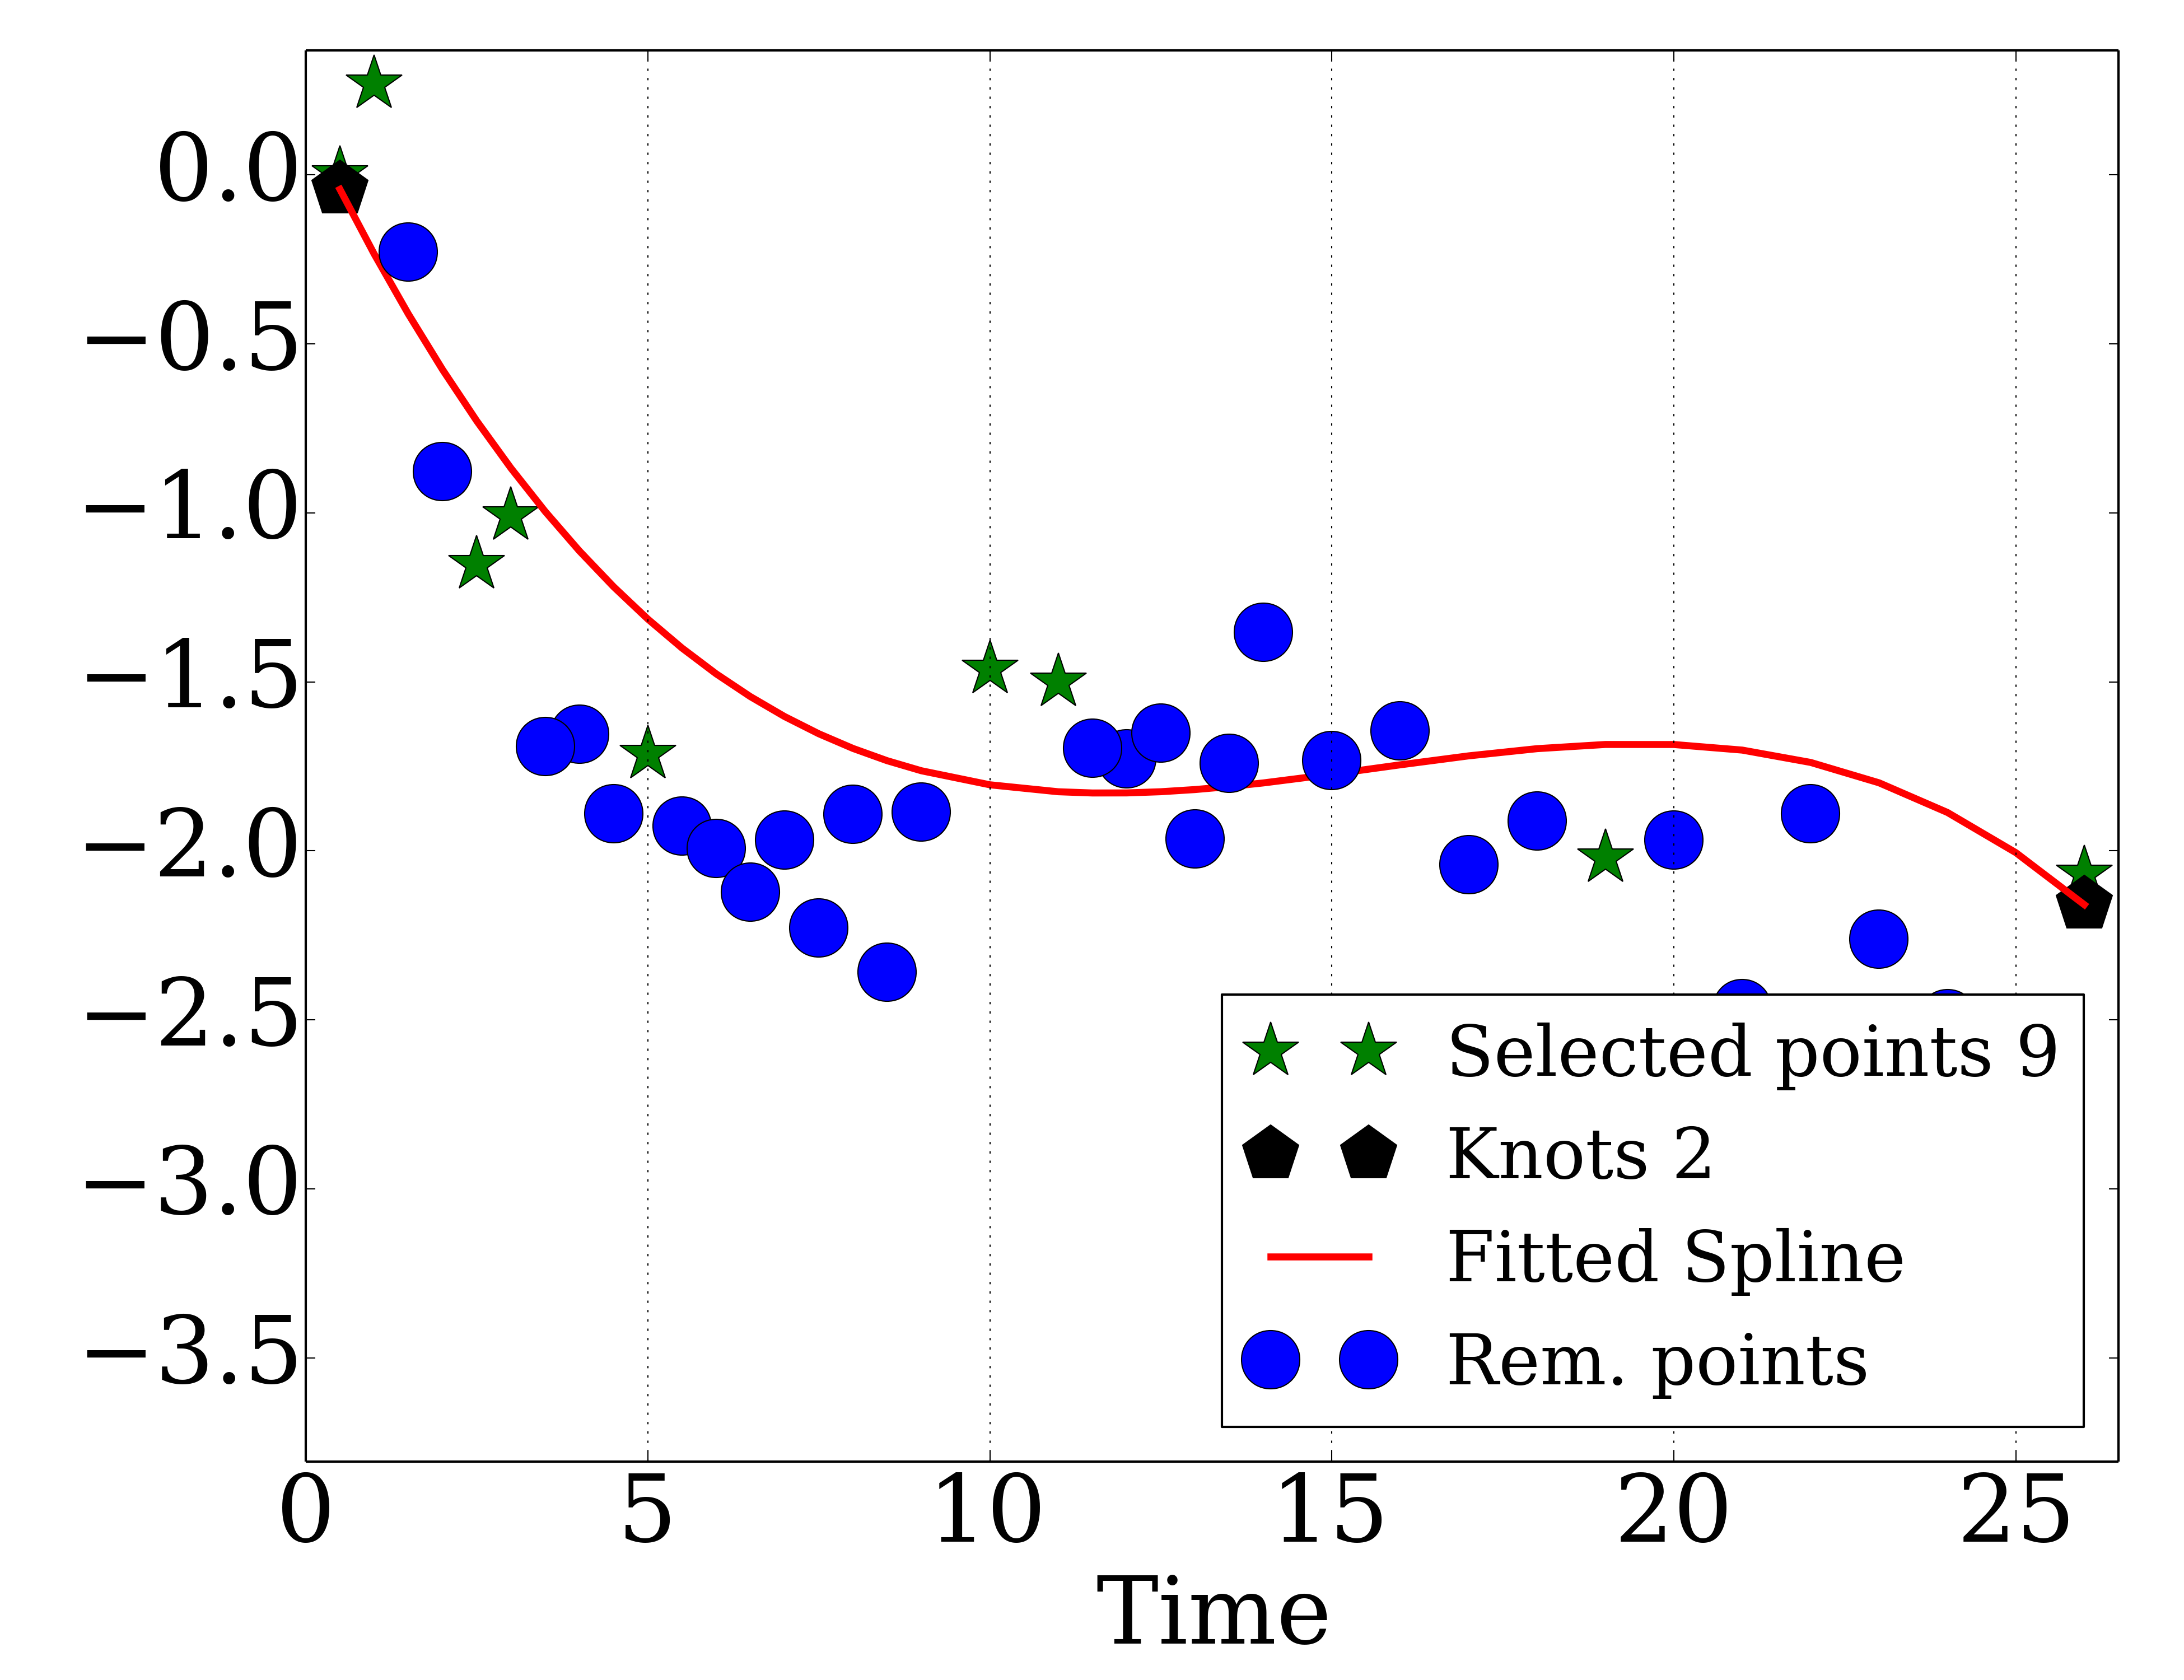 0.0
−0.5
−1.0
−1.5
−2.0
−2.5
−3.0
−3.5
Selected points 9
Knots 2
Fitted Spline
Rem. points
0 5 10 15 20 25
Time